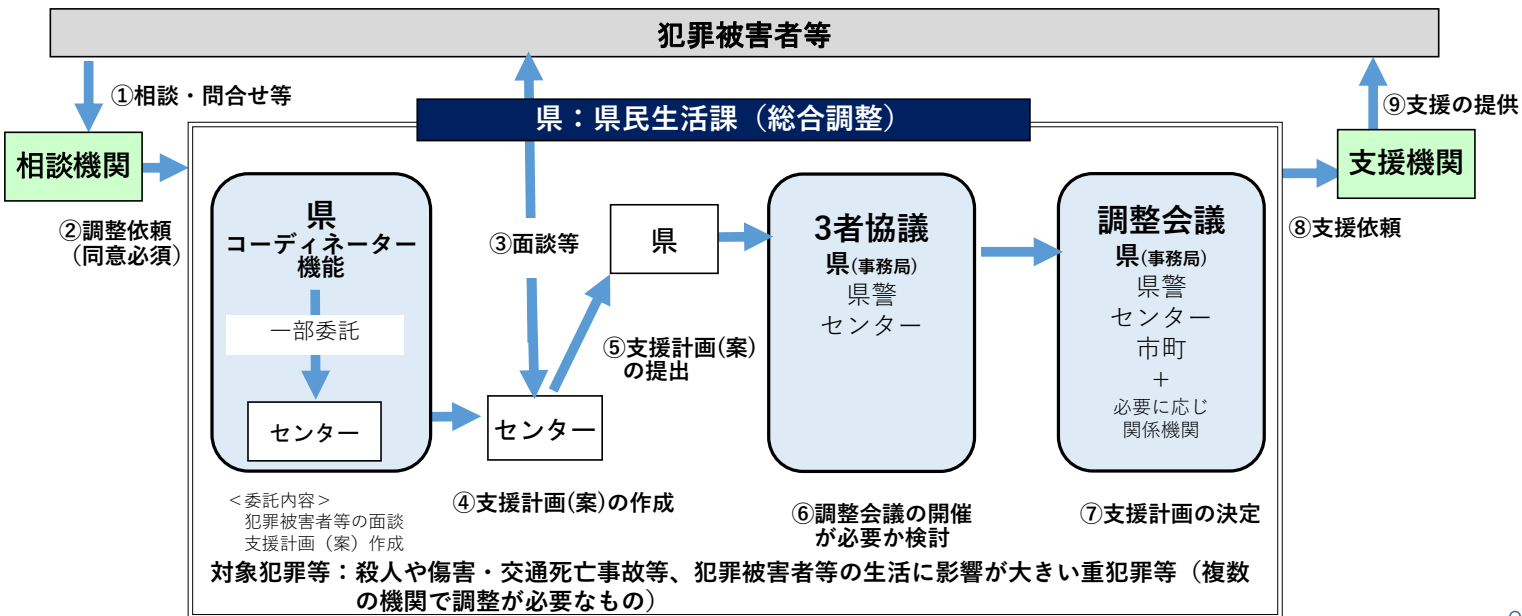 犯罪被害者等
①相談・問合せ等
県：県民生活課（総合調整）
⑨支援の提供
相談機関
支援機関
②調整依頼
（同意必須）
県
コーディネーター
機能
一部委託
センター
③面談等
センター
県
⑤支援計画(案)
の提出
3者協議
県(事務局)
県警
センター
調整会議
県(事務局)
県警
センター
市町
+
必要に応じ
関係機関
⑧支援依頼
＜委託内容＞
犯罪被害者等の面談
支援計画（案）作成
④支援計画(案)の作成
⑥調整会議の開催
が必要か検討
⑦支援計画の決定
対象犯罪等：殺人や傷害・交通死亡事故等、犯罪被害者等の生活に影響が大きい重犯罪等（複数
の機関で調整が必要なもの）